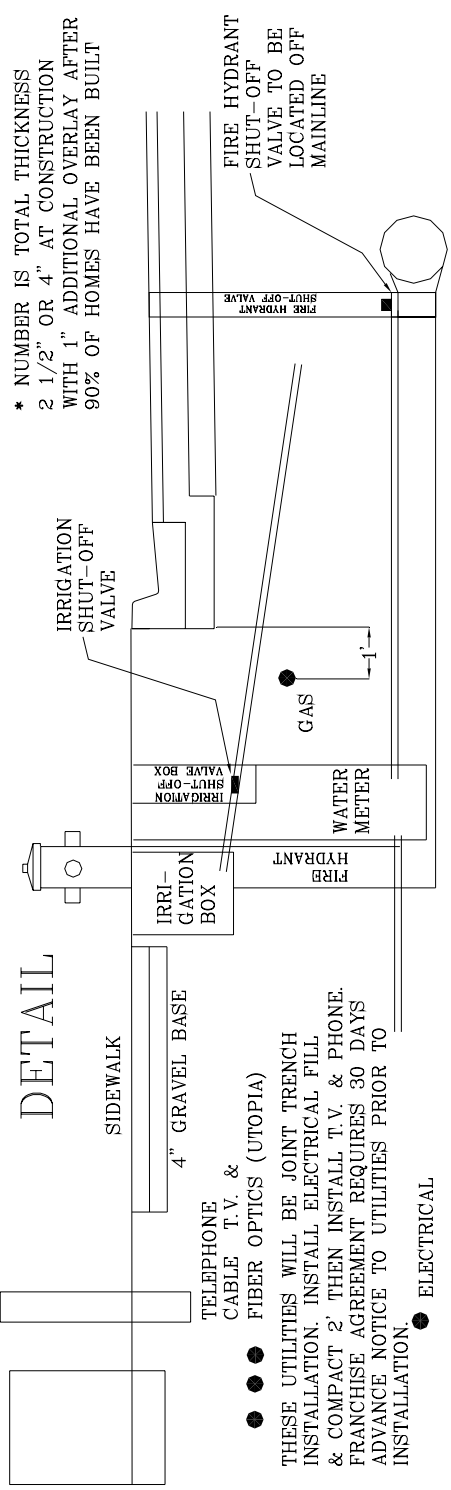 DETAIL
* NUMBER IS TOTAL THICKNESS
2 1/2" OR 4" AT CONSTRUCTION
WITH 1" ADDITIONAL OVERLAY AFTER
90% OF HOMES HAVE BEEN BUILT
IRRIGATION
SHUT-OFF
VALVE
FIRE HYDRANT
SHUT-OFF
VALVE TO BE
LOCATED OFF
MAINLINE
SIDEWALK
4" GRAVEL BASE
IRRI-
GATION
BOX
IRRIGATION
SHUT-OFF
VALVE BOX
FIRE HYDRANT
SHUT-OFF VALVE
FIRE
HYDRANT
WATER
METER
GAS
1'
TELEPHONE
CABLE T.V. &
FIBER OPTICS (UTOPIA)
THESE UTILITIES WILL BE JOINT TRENCH
INSTALLATION. INSTALL ELECTRICAL FILL
& COMPACT 2' THEN INSTALL T.V. & PHONE.
FRANCHISE AGREEMENT REQUIRES 30 DAYS
ADVANCE NOTICE TO UTILITIES PRIOR TO
INSTALLATION.
ELECTRICAL